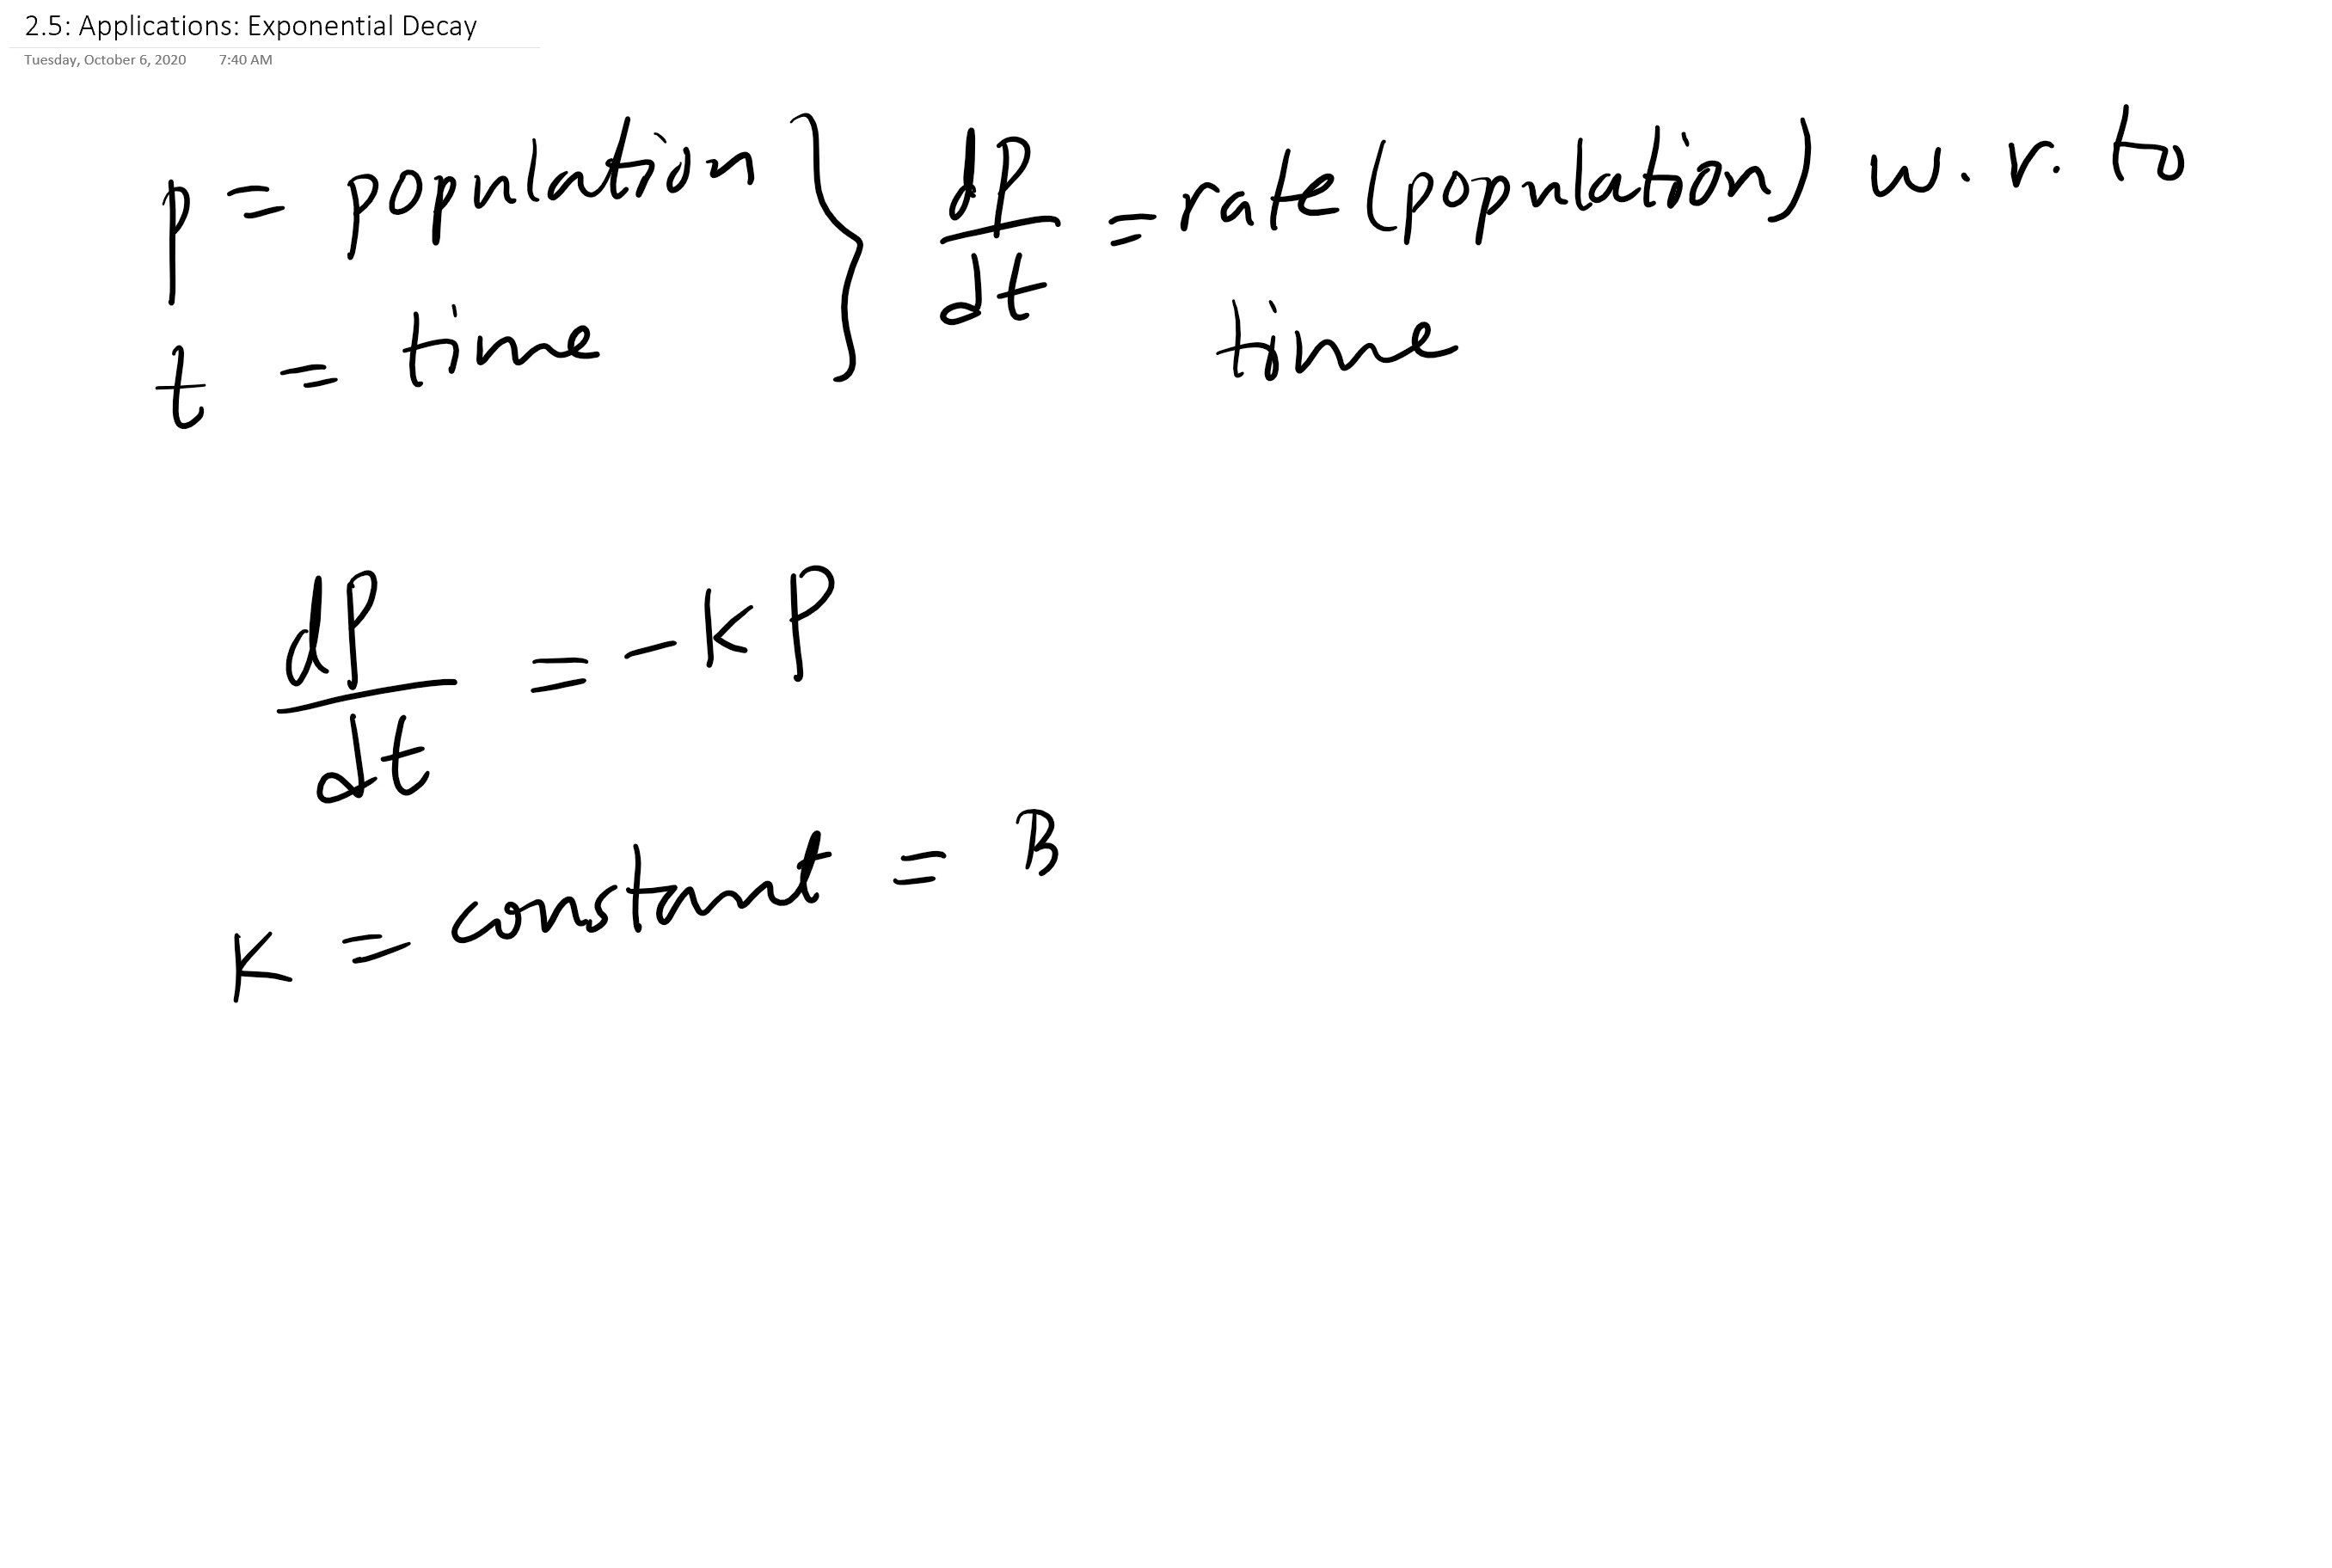 2.5: Applications: Exponential Decay
Tuesday, October 6, 2020 7:40 AM
p = population } dP/dt = rate (population) w.r. to
t = time time
dP/dt = -kP
K = constant = B